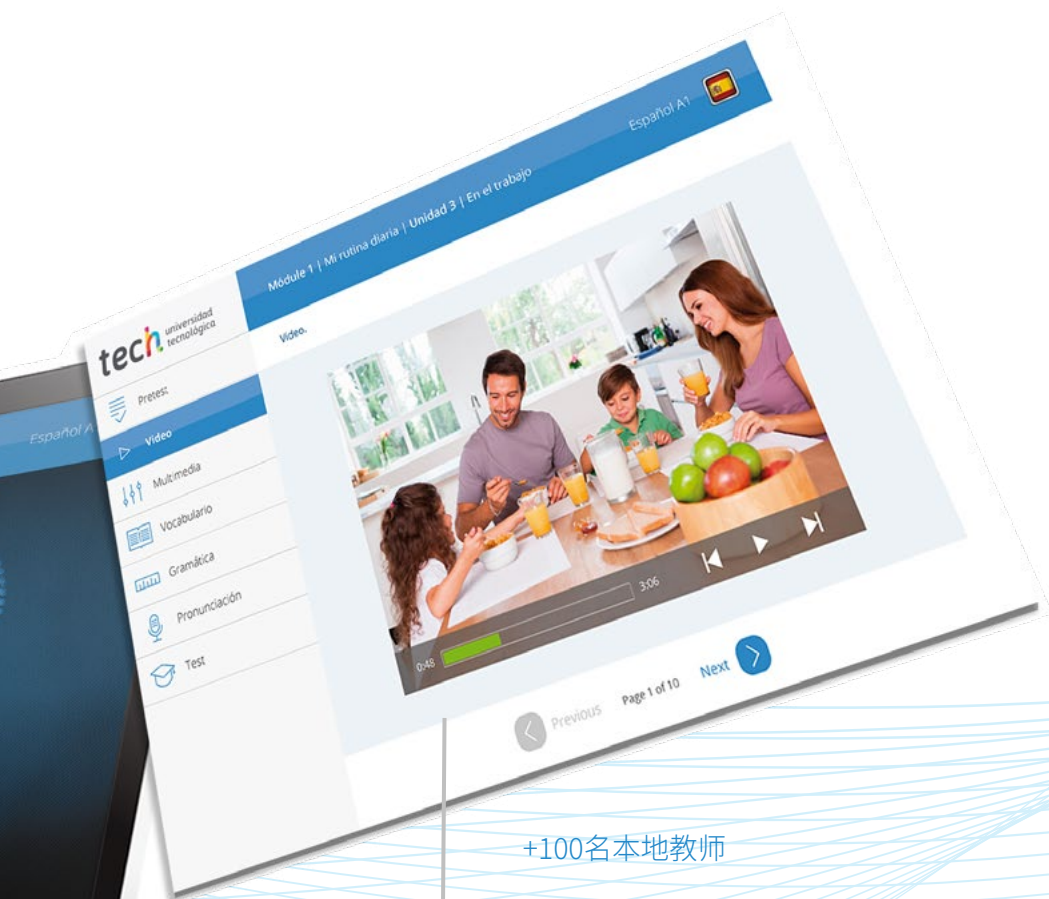 Español A1
Módule 1 | Mi rutina diaria | Unidad 3 | En el trabajo
tech universidad
tecnológica
Video.
Pretest
Video
Multimedia
Vocabulario
Gramática
Pronunciación
Test
0:48
3:06
Previous
Page 1 of 10
Next
Español A
+100名本地教师